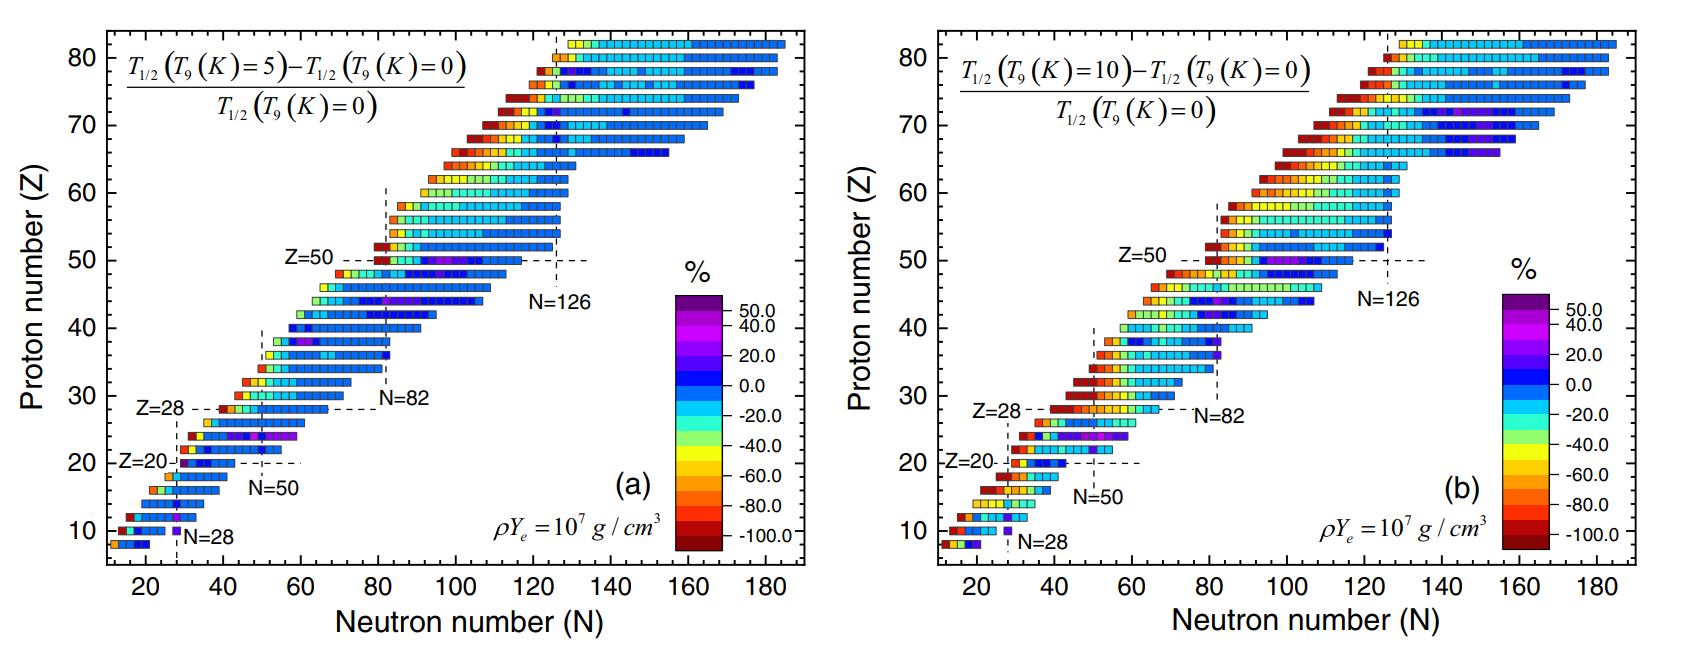 T1/2 (T9 (K) = 5) − T1/2 (T9 (K) = 0)
T1/2 (T9 (K) = 0)
Proton number (Z)
80
70
60
50
40
30
20
10
Z=50
Z=28
Z=20
N=126
N=82
N=50
N=28
%
50.0
40.0
20.0
0.0
-20.0
-40.0
-60.0
-80.0
-100.0
(a)
ρYe = 10^7 g / cm^3
20 40 60 80 100 120 140 160 180
Neutron number (N)
T1/2 (T9 (K) = 10) − T1/2 (T9 (K) = 0)
T1/2 (T9 (K) = 0)
Proton number (Z)
80
70
60
50
40
30
20
10
Z=50
Z=28
Z=20
N=126
N=82
N=50
N=28
%
50.0
40.0
20.0
0.0
-20.0
-40.0
-60.0
-80.0
-100.0
(b)
ρYe = 10^7 g / cm^3
20 40 60 80 100 120 140 160 180
Neutron number (N)